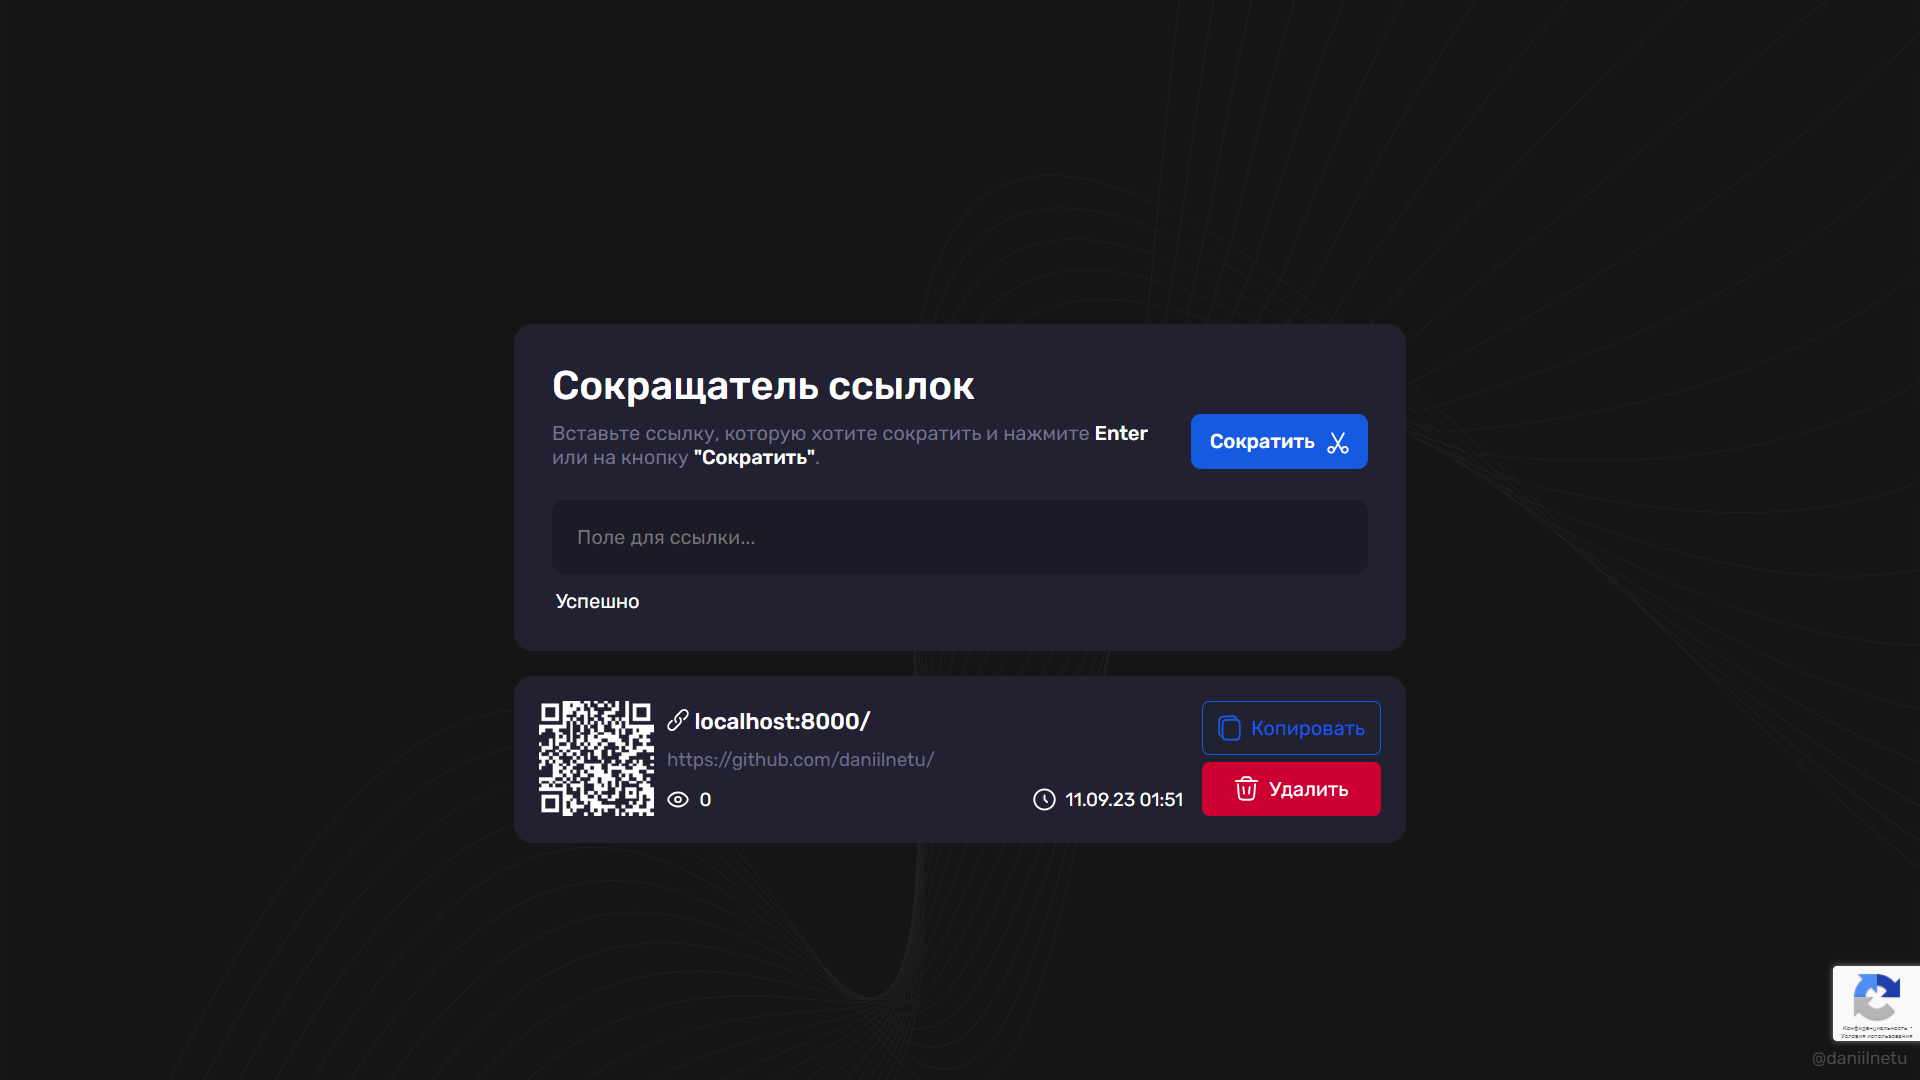 Сокращатель ссылок
Вставьте ссылку, которую хотите сократить и нажмите Enter
или на кнопку "Сократить".
Сократить
Поле для ссылки...
Успешно
localhost:8000/
https://github.com/daniilnetu/
0
11.09.23 01:51
Копировать
Удалить
Конфиденциальность -
Условия использования
@daniilnetu